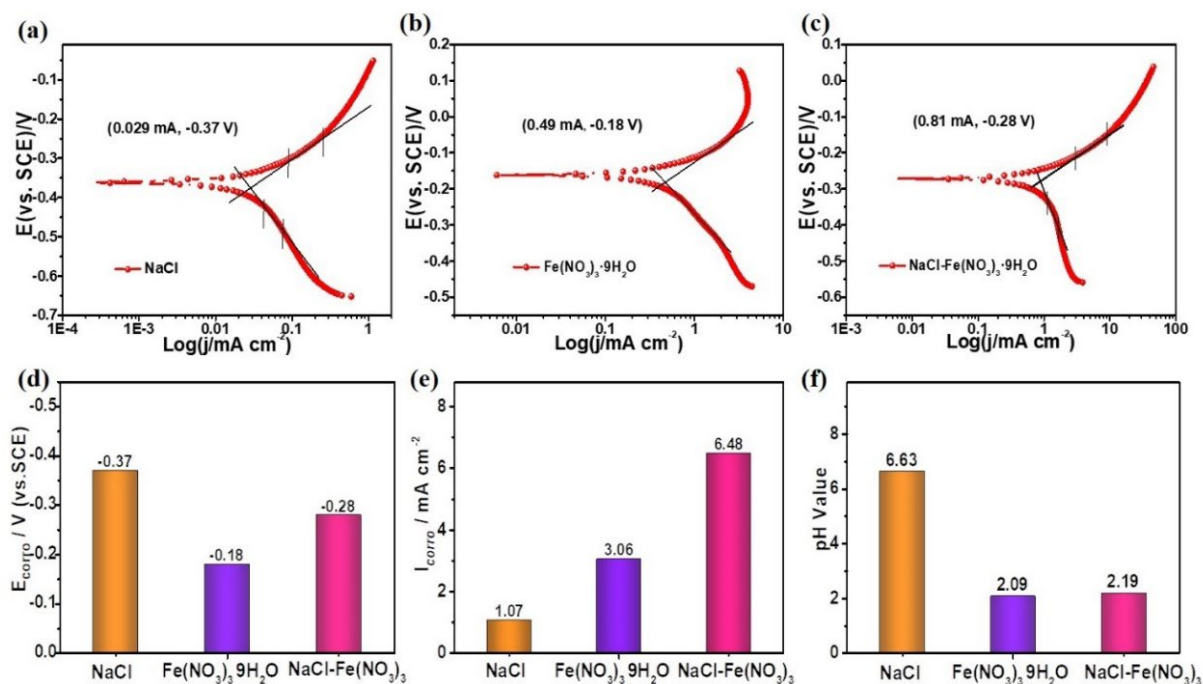 (a)
E(vs. SCE)/V
-0.1
-0.2
-0.3
-0.4
-0.5
-0.6
-0.7
(0.029 mA, -0.37 V)
NaCl
1E-4 1E-3 0.01 0.1 1
Log(j/mA cm⁻²)
(b)
E(vs. SCE)/V
0.2
0.1
0.0
-0.1
-0.2
-0.3
-0.4
-0.5
(0.49 mA, -0.18 V)
Fe(NO₃)₃·9H₂O
0.01 0.1 1 10
Log(j/mA cm⁻²)
(c)
E(vs. SCE)/V
0.1
0.0
-0.1
-0.2
-0.3
-0.4
-0.5
-0.6
(0.81 mA, -0.28 V)
NaCl-Fe(NO₃)₃·9H₂O
1E-3 0.01 0.1 1 10 100
Log(j/mA cm⁻²)
(d)
E_corro / V (vs.SCE)
-0.5
-0.4
-0.3
-0.2
-0.1
0.0
-0.37
-0.18
-0.28
NaCl Fe(NO₃)₃ 9H₂O NaCl-Fe(NO₃)₃
(e)
I_corro / mA cm⁻²
8
6
4
2
0
1.07
3.06
6.48
NaCl Fe(NO₃)₃ 9H₂O NaCl-Fe(NO₃)₃
(f)
pH Value
8
6
4
2
0
6.63
2.09
2.19
NaCl Fe(NO₃)₃ 9H₂O NaCl-Fe(NO₃)₃